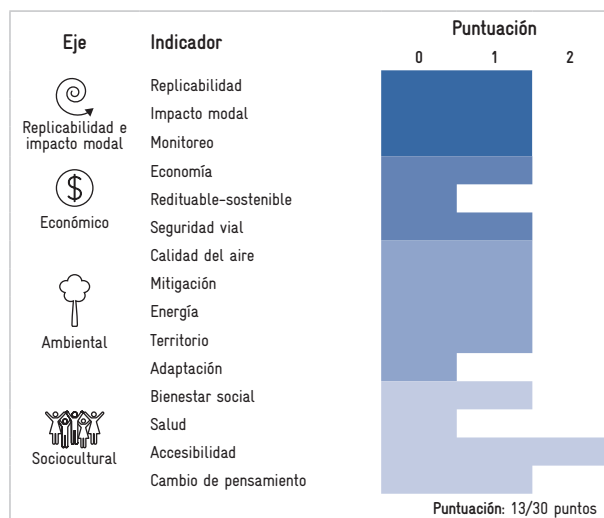 Eje
Indicador
Puntuación
0 1 2
Replicabilidad e
impacto modal
Replicabilidad
Impacto modal
Monitoreo
$
Económico
Economía
Redituable-sostenible
Seguridad vial
Ambiental
Calidad del aire
Mitigación
Energía
Territorio
Adaptación
Sociocultural
Bienestar social
Salud
Accesibilidad
Cambio de pensamiento
Puntuación: 13/30 puntos